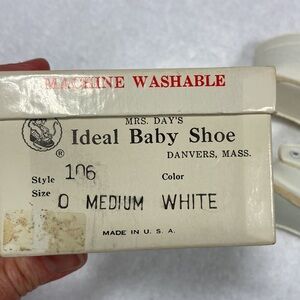 MACHINE WASHABLE
MRS. DAY'S
Ideal Baby Shoe
®
DANVERS, MASS.
Style 106 Color
Size 0 MEDIUM WHITE
MADE IN U. S. A.